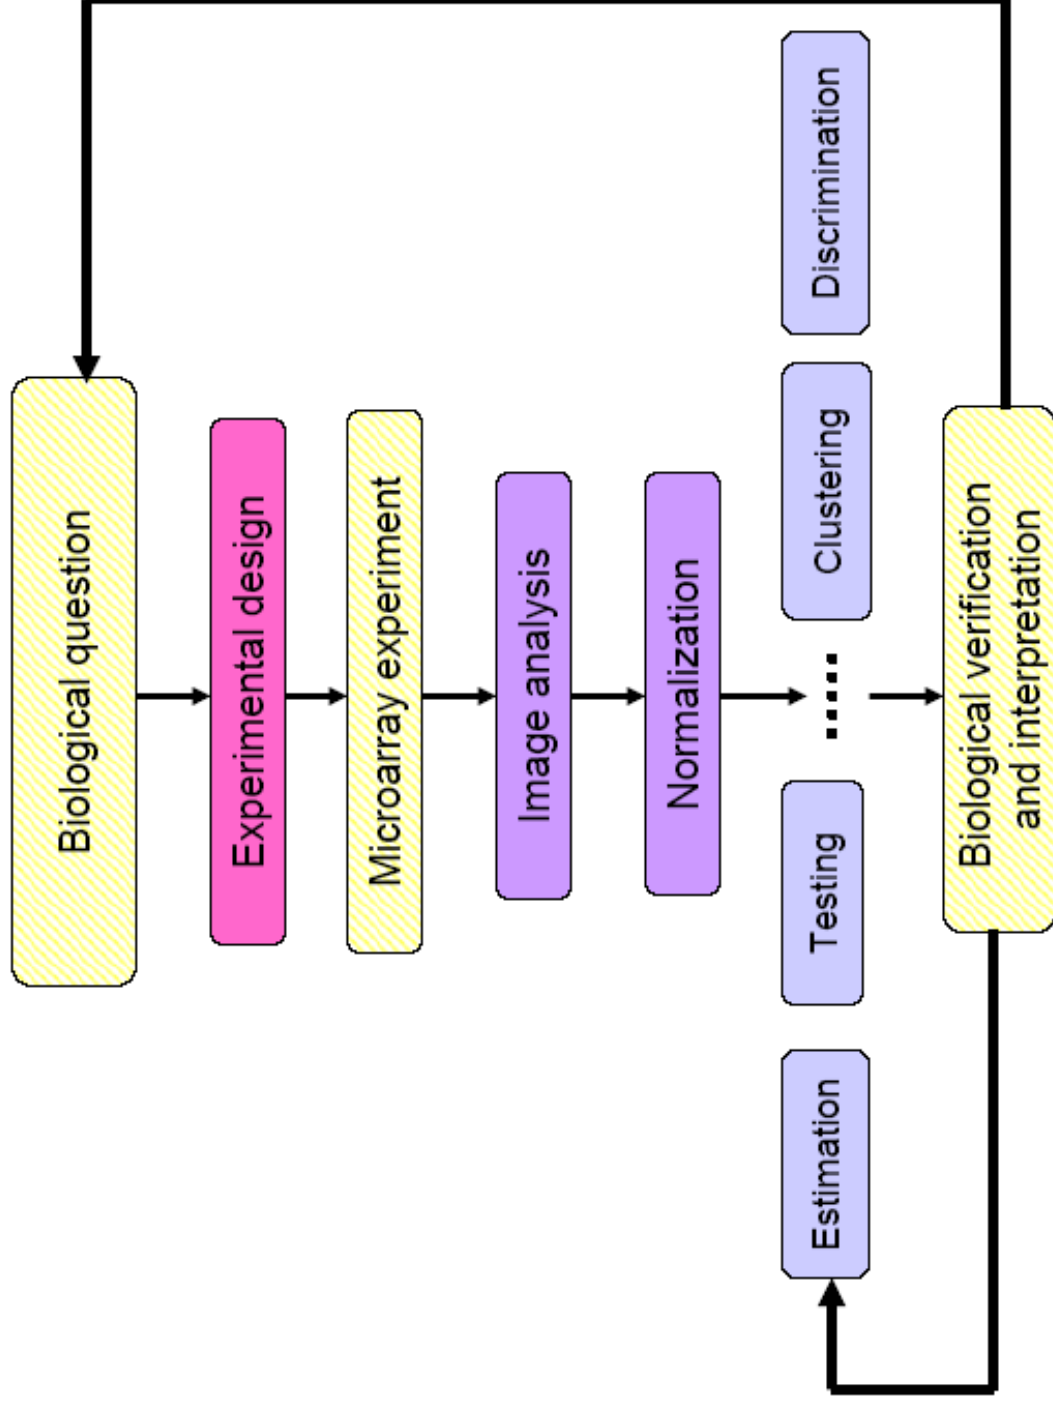 Biological question
Experimental design
Microarray experiment
Image analysis
Normalization
Estimation
Testing
.....
Clustering
Discrimination
Biological verification
and interpretation